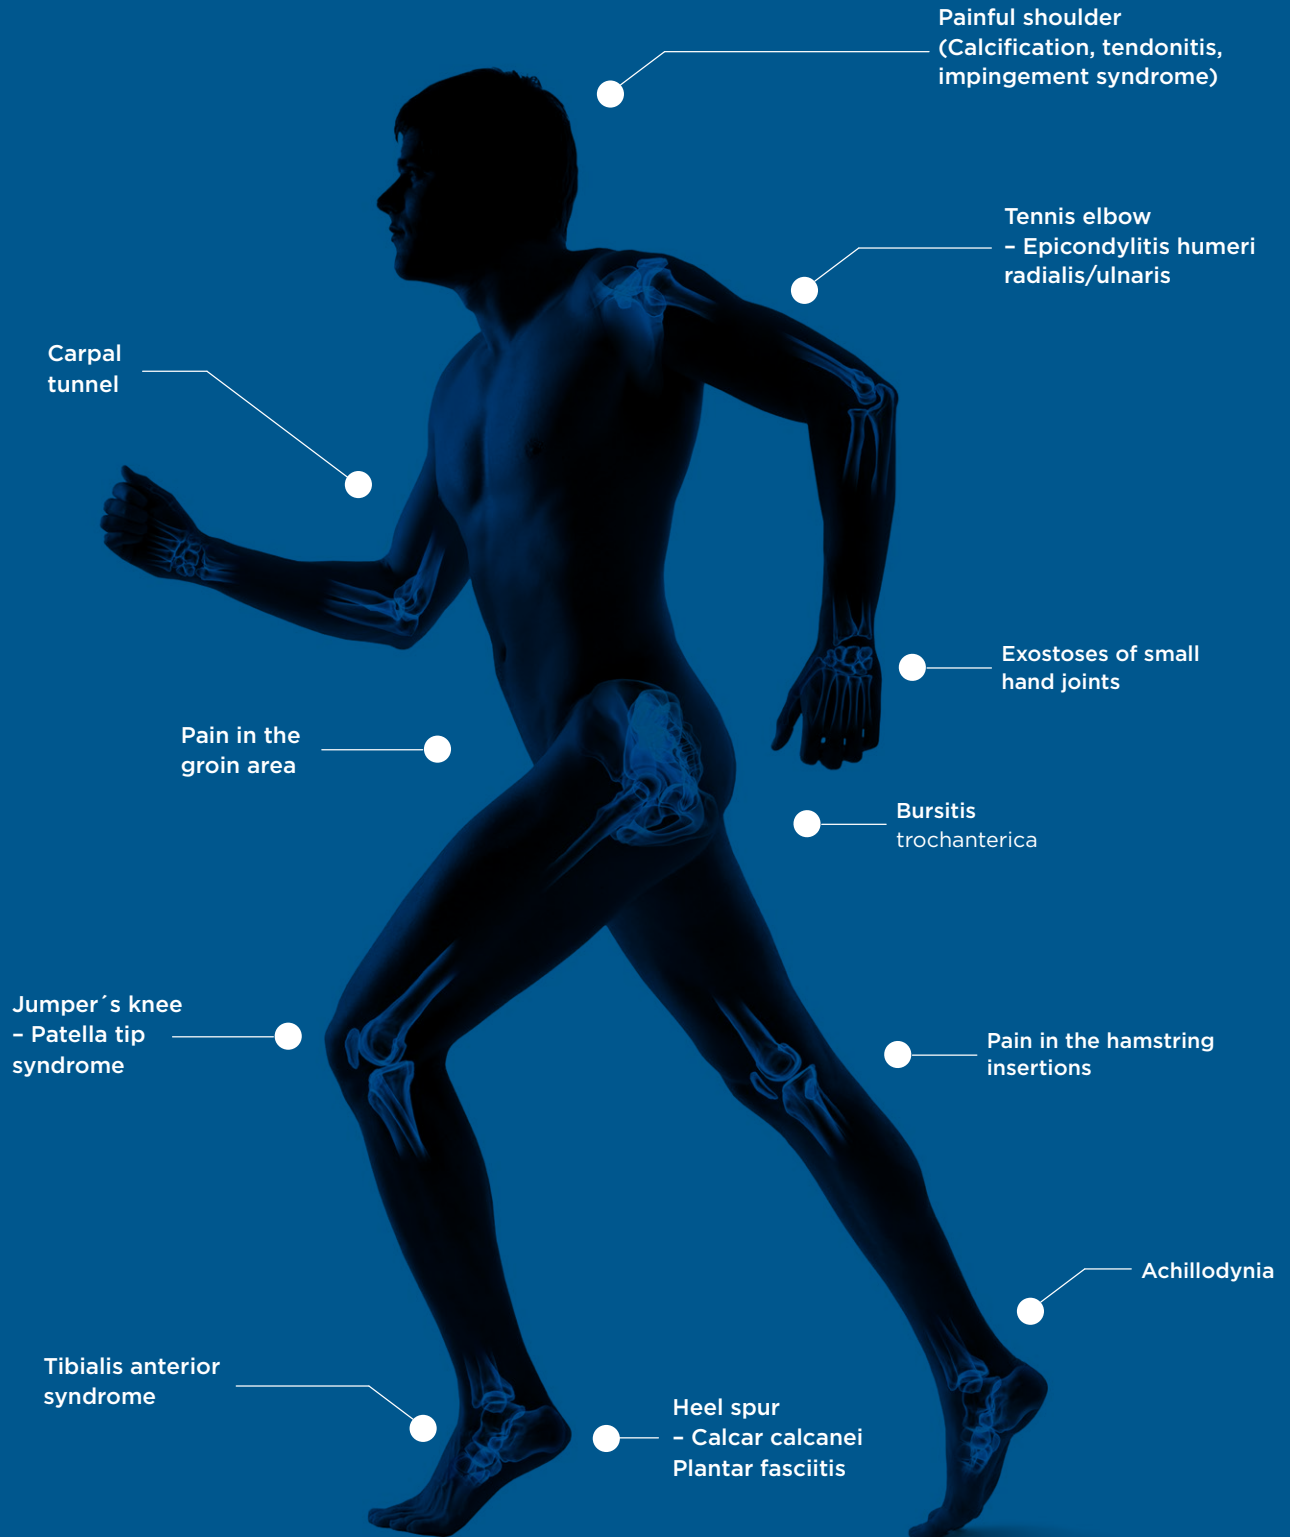 Painful shoulder
(Calcification, tendonitis,
impingement syndrome)
Tennis elbow
– Epicondylitis humeri
radialis/ulnaris
Carpal
tunnel
Exostoses of small
hand joints
Pain in the
groin area
Bursitis
trochanterica
Jumper´s knee
– Patella tip
syndrome
Pain in the hamstring
insertions
Achillodynia
Tibialis anterior
syndrome
Heel spur
– Calcar calcanei
Plantar fasciitis